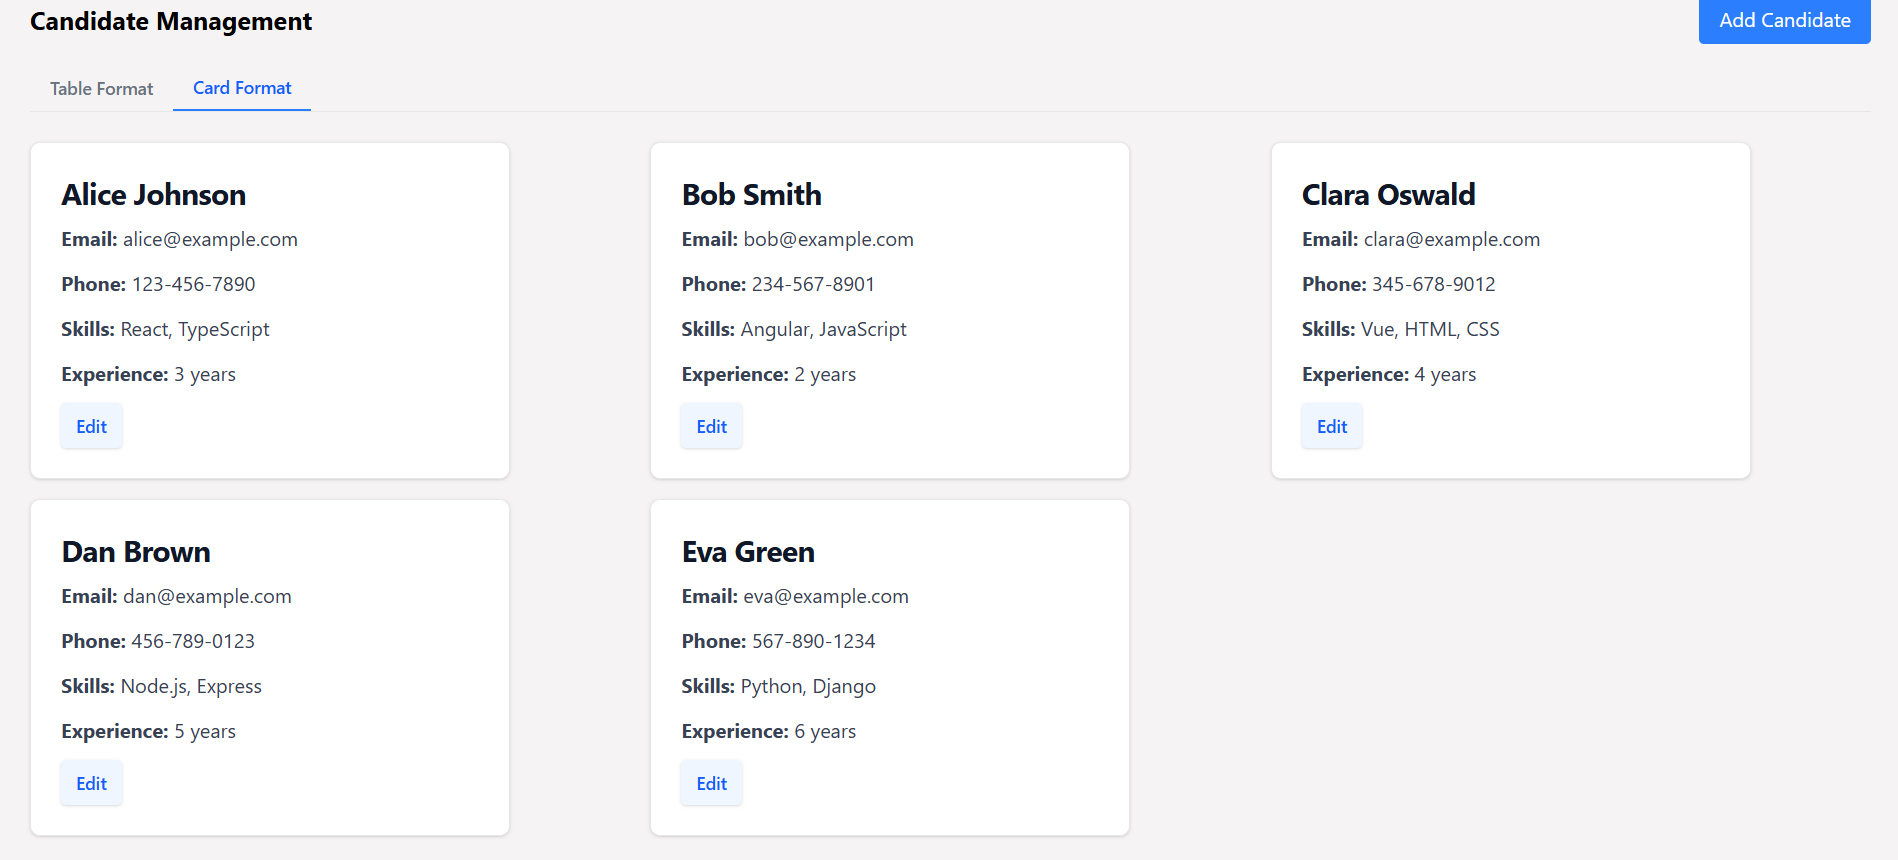 Candidate Management
Add Candidate
Table Format
Card Format
Alice Johnson
Email: alice@example.com
Phone: 123-456-7890
Skills: React, TypeScript
Experience: 3 years
Edit
Bob Smith
Email: bob@example.com
Phone: 234-567-8901
Skills: Angular, JavaScript
Experience: 2 years
Edit
Clara Oswald
Email: clara@example.com
Phone: 345-678-9012
Skills: Vue, HTML, CSS
Experience: 4 years
Edit
Dan Brown
Email: dan@example.com
Phone: 456-789-0123
Skills: Node.js, Express
Experience: 5 years
Edit
Eva Green
Email: eva@example.com
Phone: 567-890-1234
Skills: Python, Django
Experience: 6 years
Edit